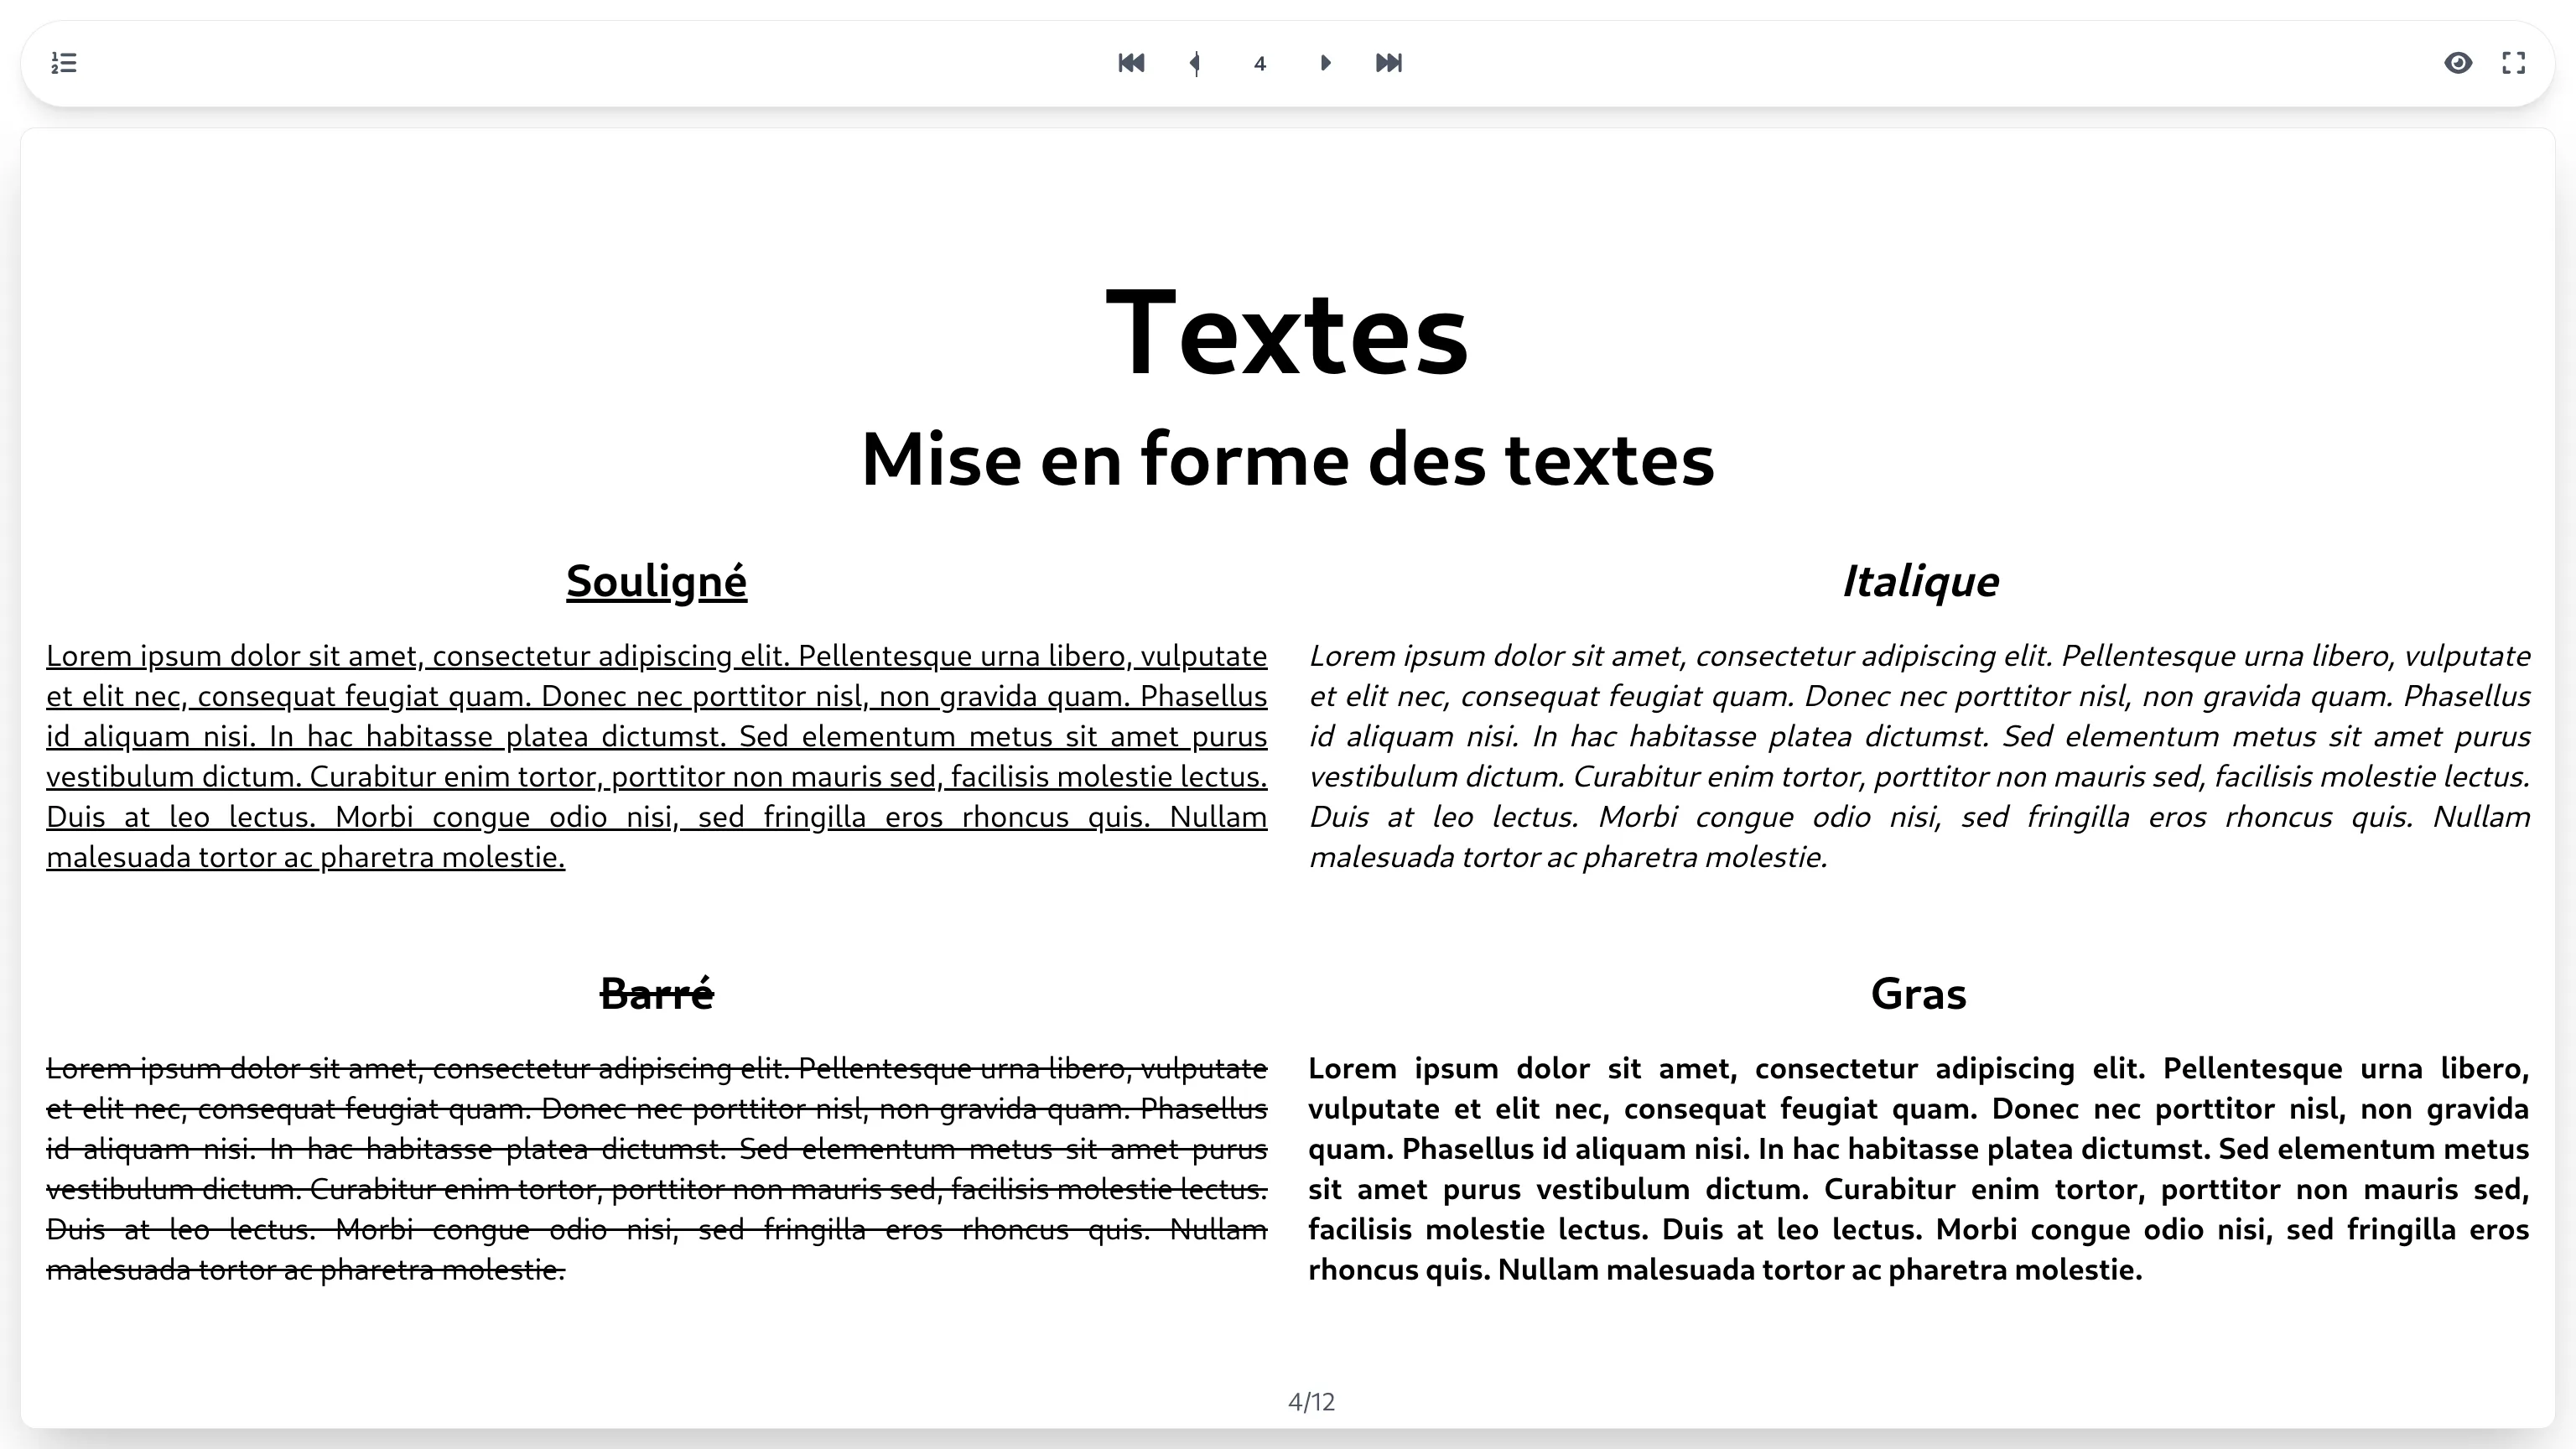 4
Textes
Mise en forme des textes
Souligné
Lorem ipsum dolor sit amet, consectetur adipiscing elit. Pellentesque urna libero, vulputate
et elit nec, consequat feugiat quam. Donec nec porttitor nisl, non gravida quam. Phasellus
id aliquam nisi. In hac habitasse platea dictumst. Sed elementum metus sit amet purus
vestibulum dictum. Curabitur enim tortor, porttitor non mauris sed, facilisis molestie lectus.
Duis at leo lectus. Morbi congue odio nisi, sed fringilla eros rhoncus quis. Nullam
malesuada tortor ac pharetra molestie.
Italique
Lorem ipsum dolor sit amet, consectetur adipiscing elit. Pellentesque urna libero, vulputate
et elit nec, consequat feugiat quam. Donec nec porttitor nisl, non gravida quam. Phasellus
id aliquam nisi. In hac habitasse platea dictumst. Sed elementum metus sit amet purus
vestibulum dictum. Curabitur enim tortor, porttitor non mauris sed, facilisis molestie lectus.
Duis at leo lectus. Morbi congue odio nisi, sed fringilla eros rhoncus quis. Nullam
malesuada tortor ac pharetra molestie.
Barré
Lorem ipsum dolor sit amet, consectetur adipiscing elit. Pellentesque urna libero, vulputate
et elit nec, consequat feugiat quam. Donec nec porttitor nisl, non gravida quam. Phasellus
id aliquam nisi. In hac habitasse platea dictumst. Sed elementum metus sit amet purus
vestibulum dictum. Curabitur enim tortor, porttitor non mauris sed, facilisis molestie lectus.
Duis at leo lectus. Morbi congue odio nisi, sed fringilla eros rhoncus quis. Nullam
malesuada tortor ac pharetra molestie.
Gras
Lorem ipsum dolor sit amet, consectetur adipiscing elit. Pellentesque urna libero,
vulputate et elit nec, consequat feugiat quam. Donec nec porttitor nisl, non gravida
quam. Phasellus id aliquam nisi. In hac habitasse platea dictumst. Sed elementum metus
sit amet purus vestibulum dictum. Curabitur enim tortor, porttitor non mauris sed,
facilisis molestie lectus. Duis at leo lectus. Morbi congue odio nisi, sed fringilla eros
rhoncus quis. Nullam malesuada tortor ac pharetra molestie.
4/12